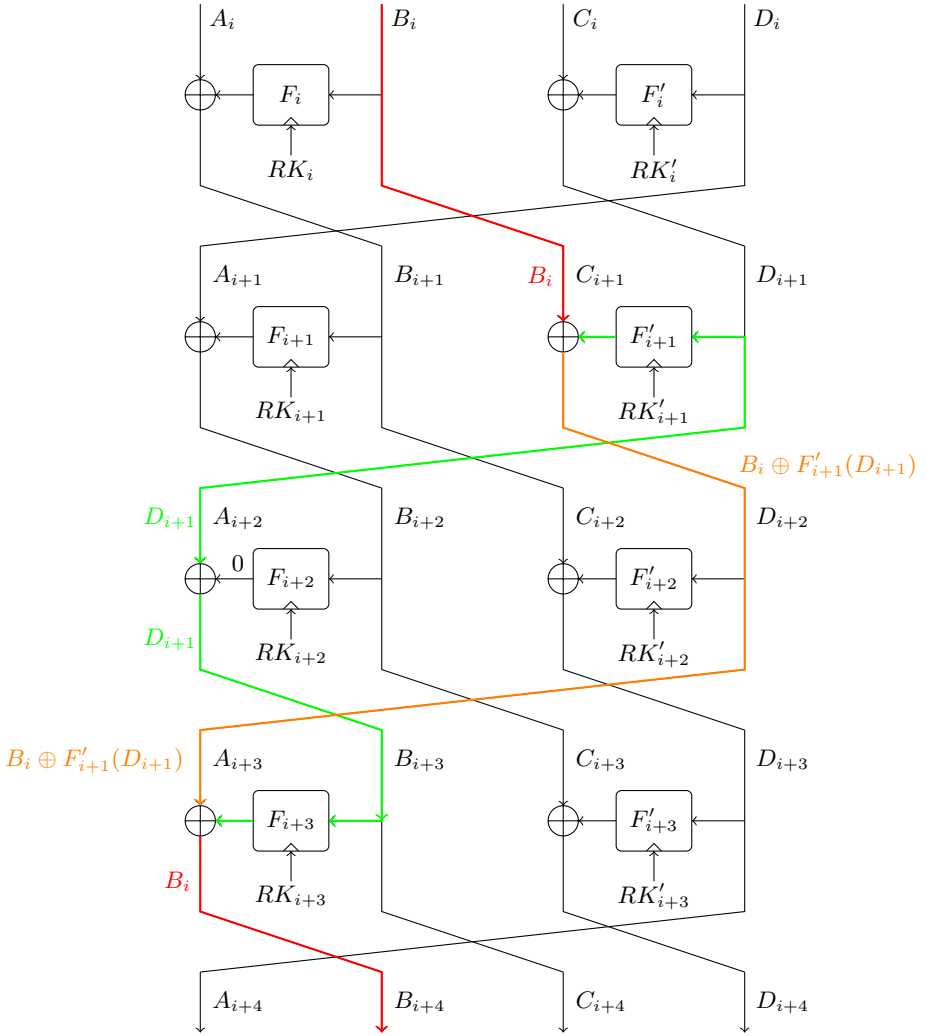 A_i B_i C_i D_i
F_i F'_i
RK_i RK'_i
A_{i+1} B_{i+1} B_i C_{i+1} D_{i+1}
F_{i+1} F'_{i+1}
RK_{i+1} RK'_{i+1}
B_i ⊕ F'_{i+1}(D_{i+1})
D_{i+1} A_{i+2} B_{i+2} C_{i+2} D_{i+2}
0 F_{i+2} F'_{i+2}
D_{i+1} RK_{i+2} RK'_{i+2}
B_i ⊕ F'_{i+1}(D_{i+1}) A_{i+3} B_{i+3} C_{i+3} D_{i+3}
F_{i+3} F'_{i+3}
B_i RK_{i+3} RK'_{i+3}
A_{i+4} B_{i+4} C_{i+4} D_{i+4}